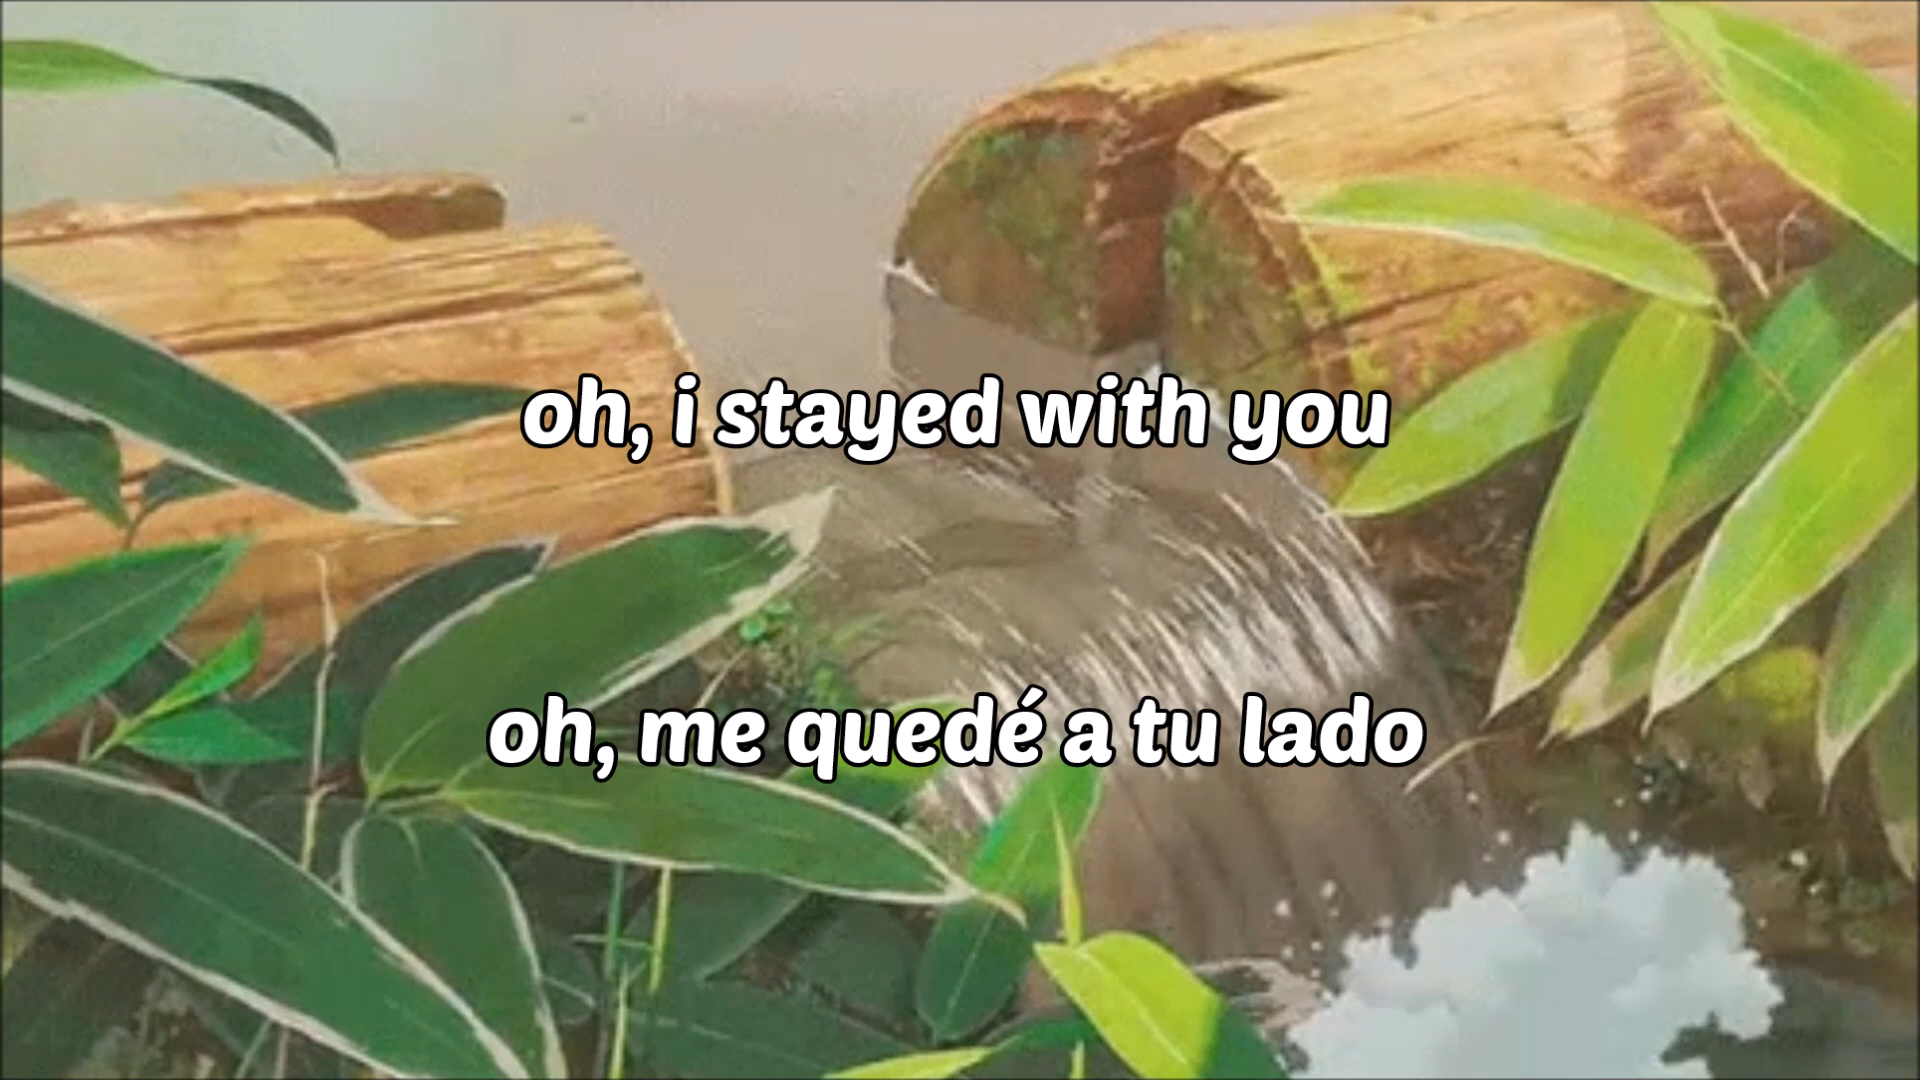 oh, i stayed with you
oh, me quedé a tu lado